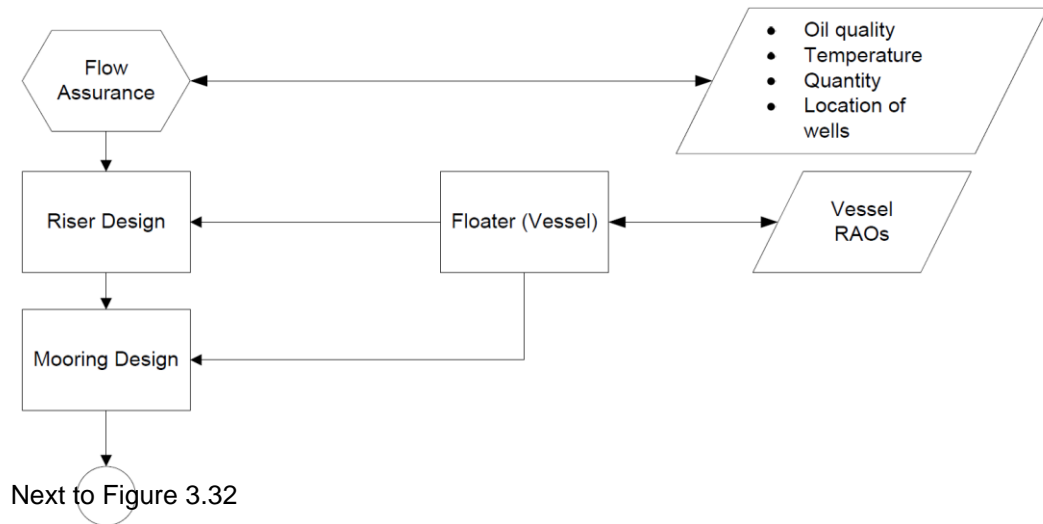 Flow
Assurance
● Oil quality
● Temperature
● Quantity
● Location of
wells
Riser Design
Floater (Vessel)
Vessel
RAOs
Mooring Design
Next to Figure 3.32